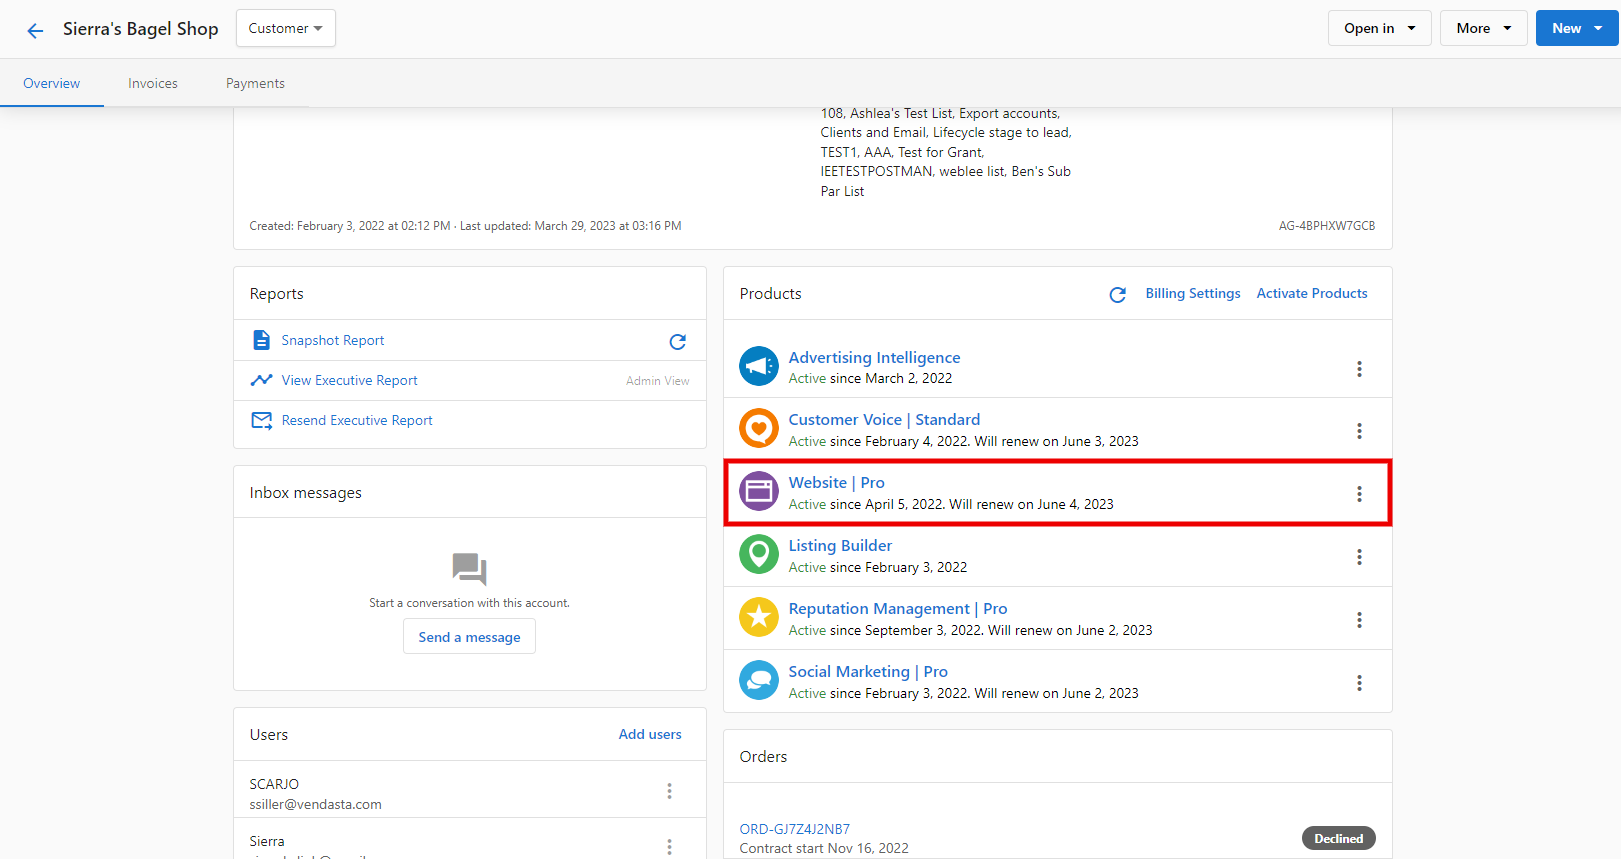 Sierra's Bagel Shop
Customer
Open in
More
New
Overview
Invoices
Payments
108, Ashlea's Test List, Export accounts,
Clients and Email, Lifecycle stage to lead,
TEST1, AAA, Test for Grant,
IEETESTPOSTMAN, weblee list, Ben's Sub
Par List
Created: February 3, 2022 at 02:12 PM · Last updated: March 29, 2023 at 03:16 PM
AG-4BPHXW7GCB
Reports
Snapshot Report
View Executive Report
Admin View
Resend Executive Report
Inbox messages
Start a conversation with this account.
Send a message
Users
Add users
SCARJO
ssiller@vendasta.com
Sierra
Products
Billing Settings
Activate Products
Advertising Intelligence
Active since March 2, 2022
Customer Voice | Standard
Active since February 4, 2022. Will renew on June 3, 2023
Website | Pro
Active since April 5, 2022. Will renew on June 4, 2023
Listing Builder
Active since February 3, 2022
Reputation Management | Pro
Active since September 3, 2022. Will renew on June 2, 2023
Social Marketing | Pro
Active since February 3, 2022. Will renew on June 2, 2023
Orders
ORD-GJ7Z4J2NB7
Contract start Nov 16, 2022
Declined